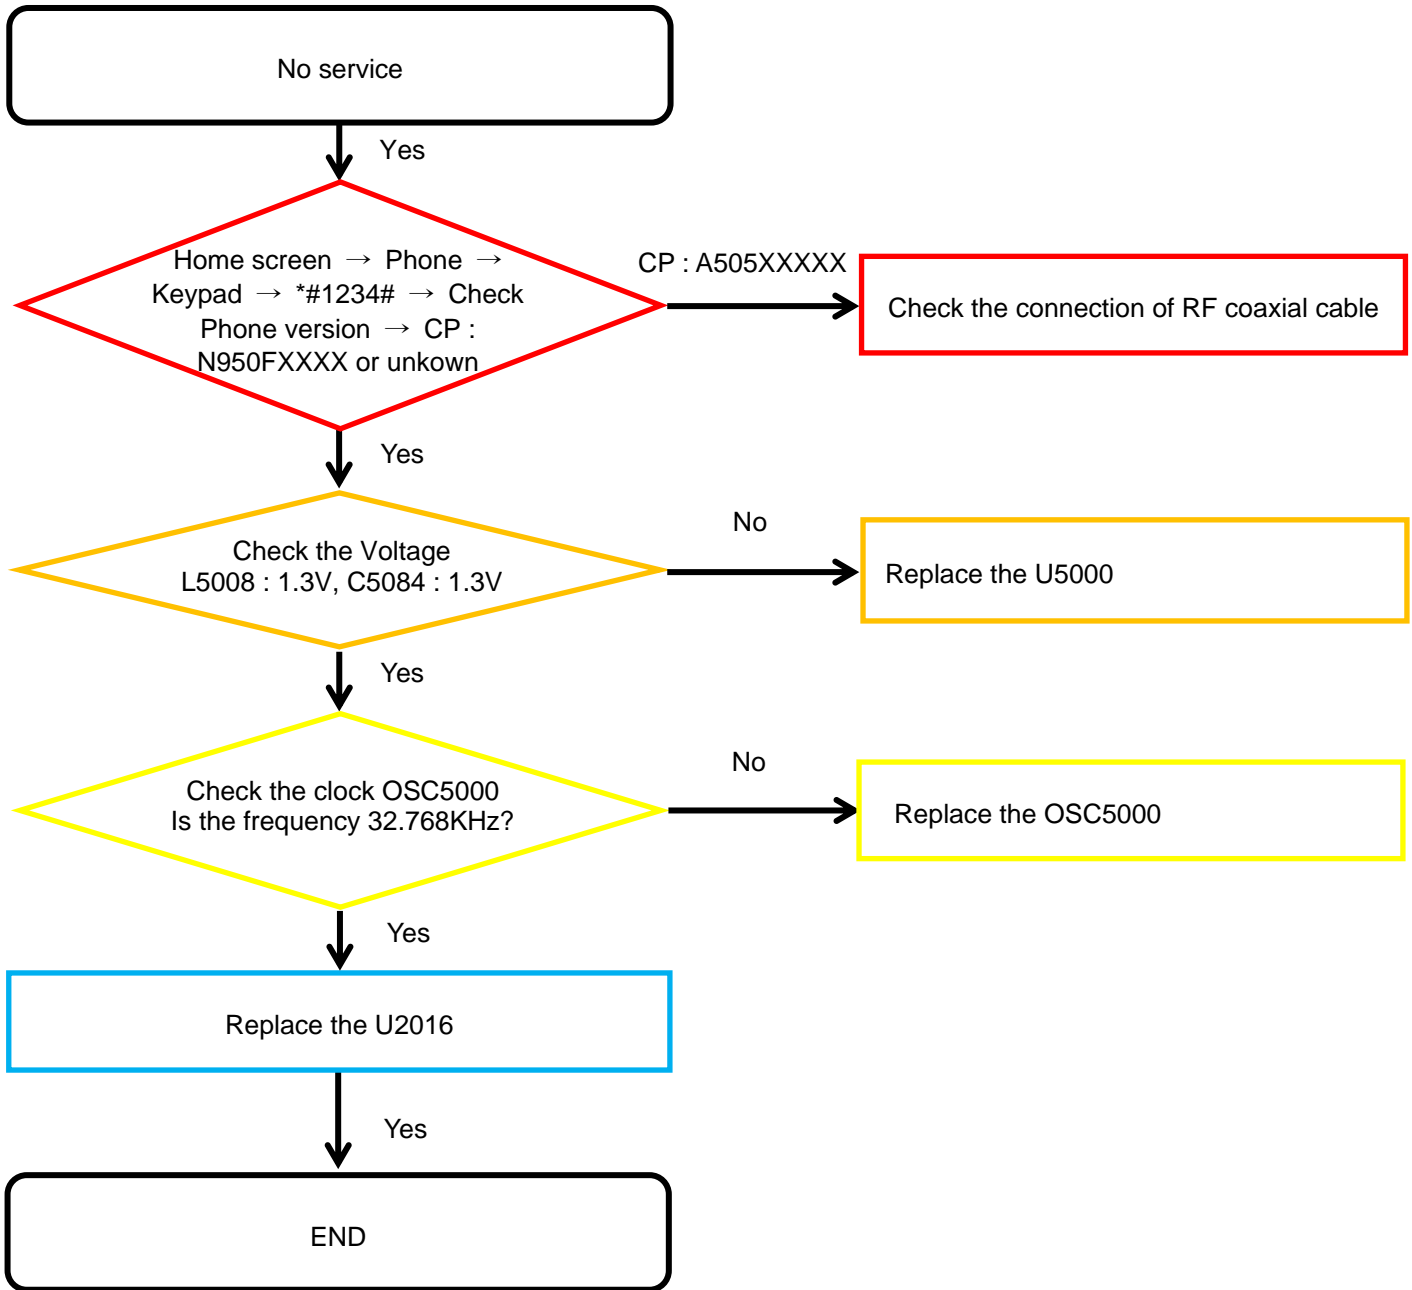 No service
Yes
Home screen → Phone →
Keypad → *#1234# → Check
Phone version → CP :
N950FXXXX or unkown
CP : A505XXXXX
Check the connection of RF coaxial cable
Yes
Check the Voltage
L5008 : 1.3V, C5084 : 1.3V
No
Replace the U5000
Yes
Check the clock OSC5000
Is the frequency 32.768KHz?
No
Replace the OSC5000
Yes
Replace the U2016
Yes
END